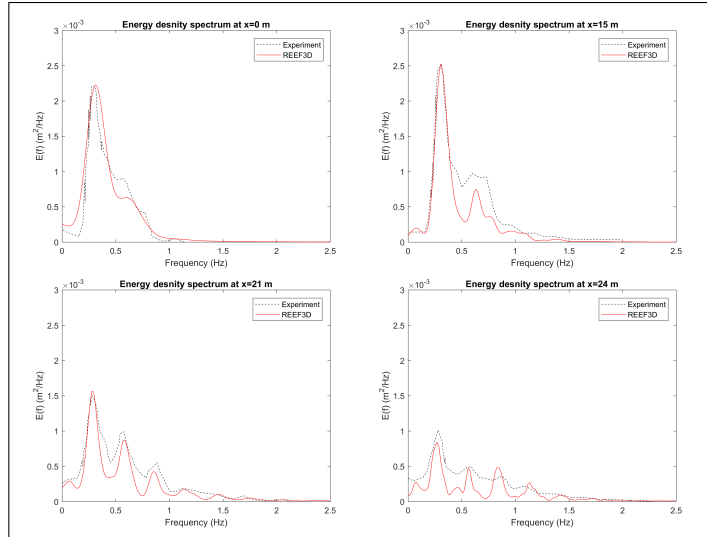 Energy desnity spectrum at x=0 m
×10⁻³
3
2.5
2
1.5
1
0.5
0
E(f) (m²/Hz)
Experiment
REEF3D
0 0.5 1 1.5 2 2.5
Frequency (Hz)
Energy desnity spectrum at x=15 m
×10⁻³
3
2.5
2
1.5
1
0.5
0
E(f) (m²/Hz)
Experiment
REEF3D
0 0.5 1 1.5 2 2.5
Frequency (Hz)
Energy desnity spectrum at x=21 m
×10⁻³
3
2.5
2
1.5
1
0.5
0
E(f) (m²/Hz)
Experiment
REEF3D
0 0.5 1 1.5 2 2.5
Frequency (Hz)
Energy desnity spectrum at x=24 m
×10⁻³
3
2.5
2
1.5
1
0.5
0
E(f) (m²/Hz)
Experiment
REEF3D
0 0.5 1 1.5 2 2.5
Frequency (Hz)